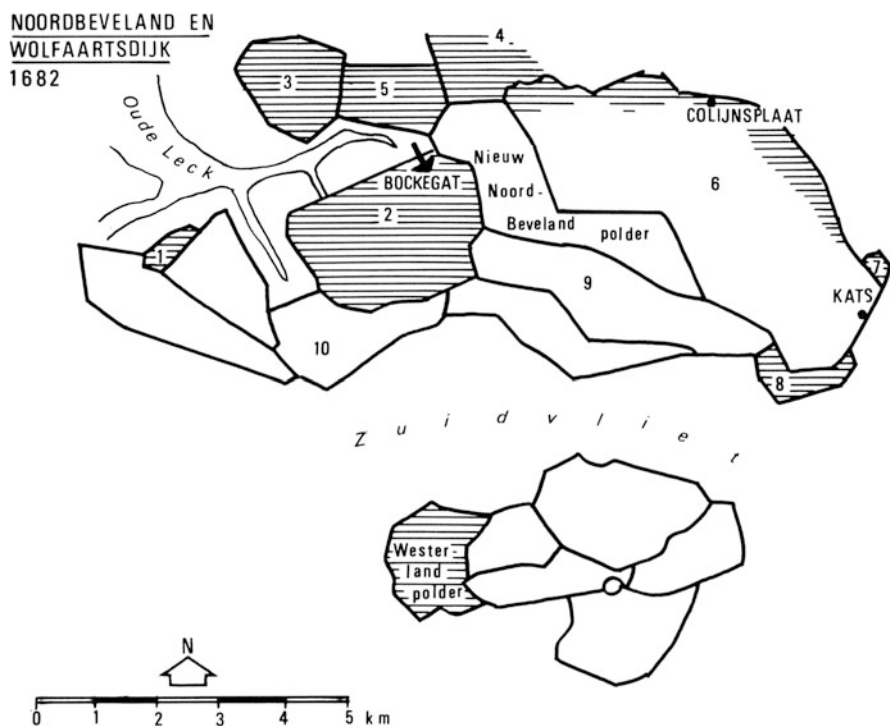 NOORDBEVELAND EN
WOLFAARTSDIJK
1682
4
3
5
COLIJNSPLAAT
Oude Leck
Nieuw
BOCKEGAT
6
Noord-
2
Beveland polder
1
7
9
KATS
10
8
Zuidvliet
Wester-
land
polder
N
0 1 2 3 4 5 km